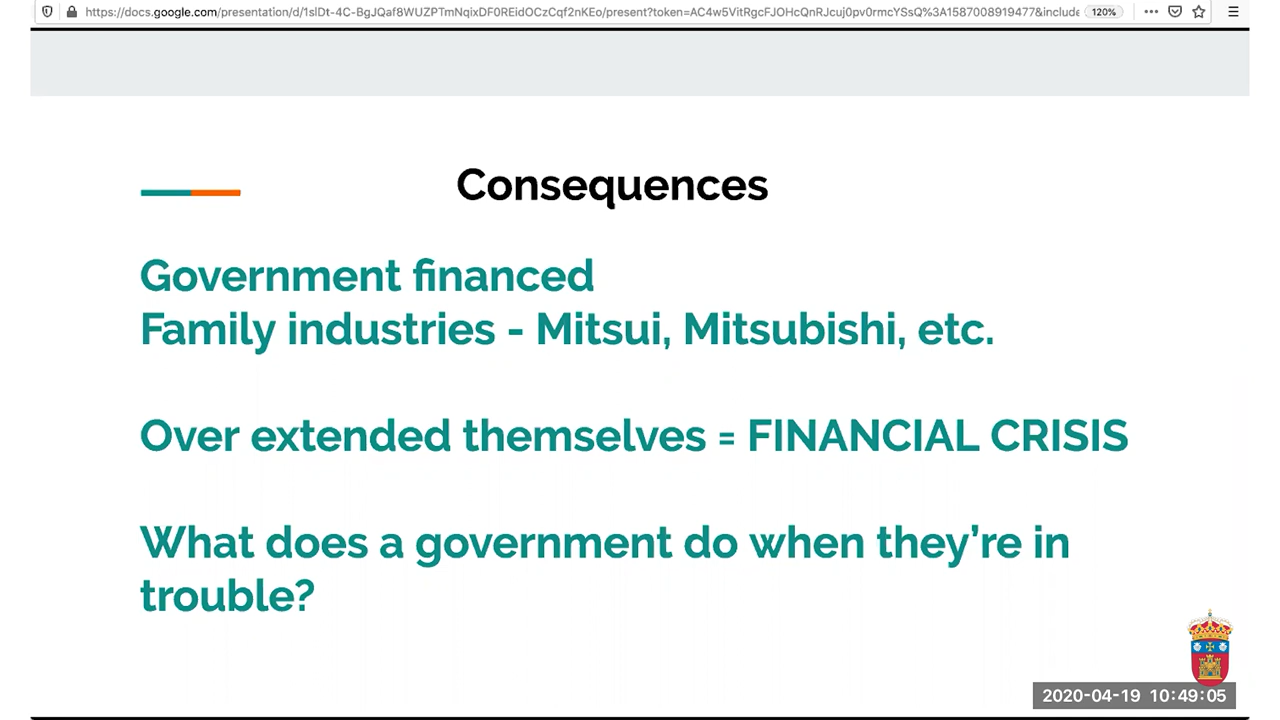 https://docs.google.com/presentation/d/1slDt-4C-BgJQaf8WUZPTmNqixDF0REidOCzCqf2nKEo/present?token=AC4w5VitRgcFJOHcQnRJcuj0pv0rmcYSsQ%3A1587008919477&include 120%
Consequences
Government financed
Family industries - Mitsui, Mitsubishi, etc.
Over extended themselves = FINANCIAL CRISIS
What does a government do when they're in
trouble?
2020-04-19 10:49:05